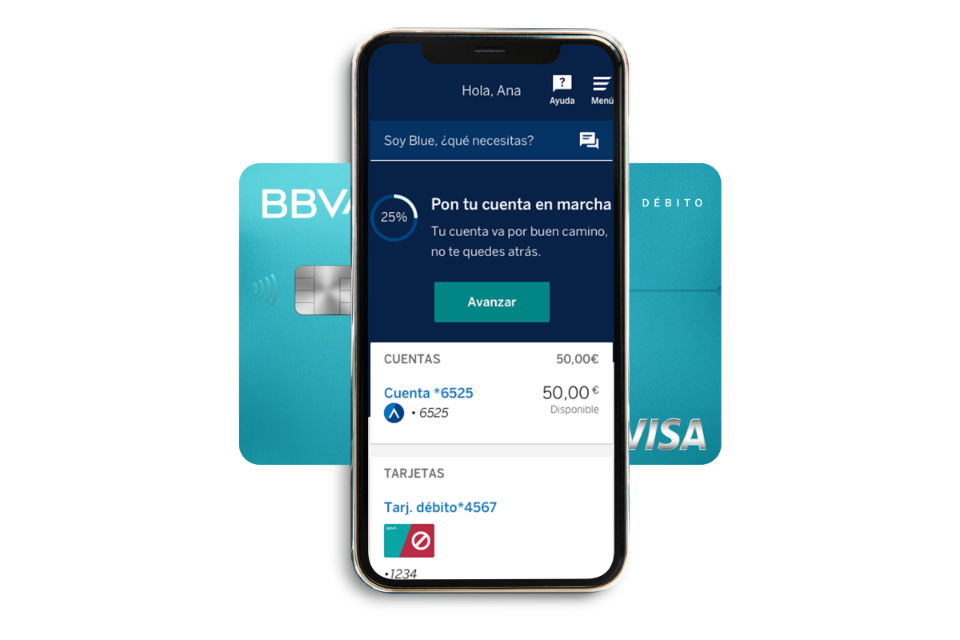 Hola, Ana
?
Ayuda
Menú
Soy Blue, ¿qué necesitas?
BBVA
DÉBITO
25%
Pon tu cuenta en marcha
Tu cuenta va por buen camino,
no te quedes atrás.
Avanzar
CUENTAS 50,00€
Cuenta *6525 50,00€
• 6525 Disponible
VISA
TARJETAS
Tarj. débito*4567
BBVA
•1234